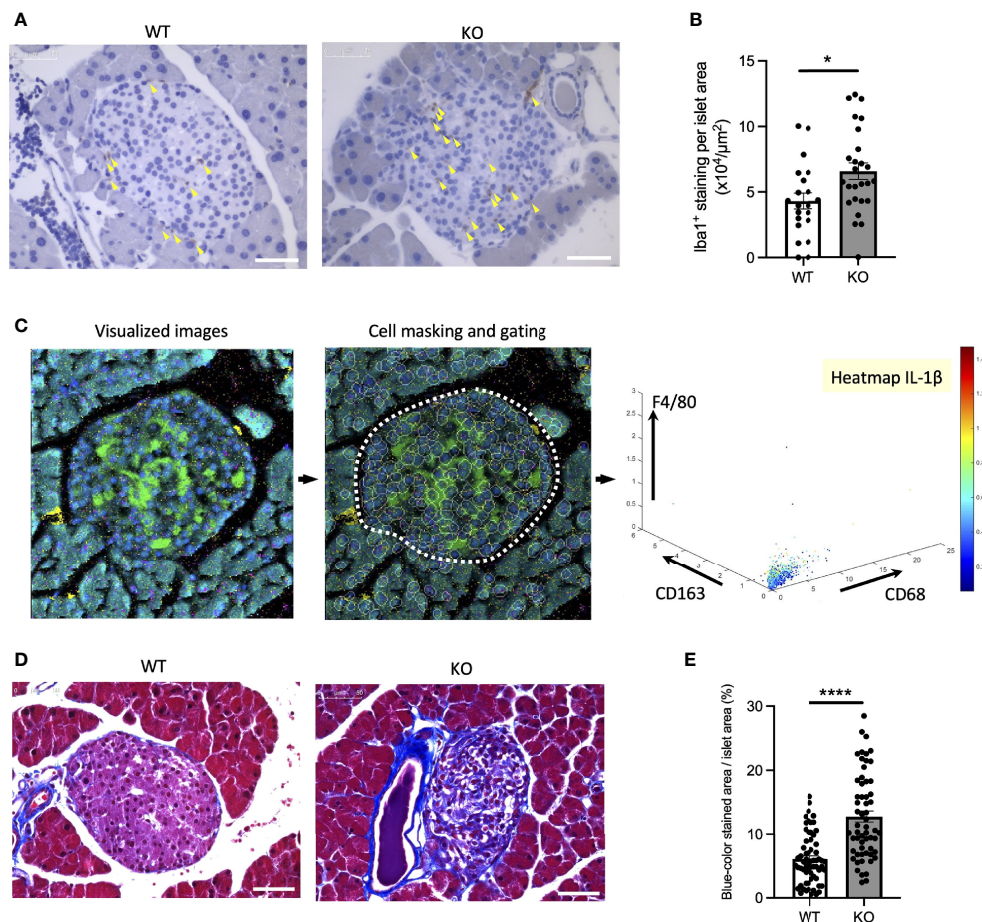 A
WT
KO
B
*
Iba1+ staining per islet area
(x10⁴/μm²)
15
10
5
0
WT
KO
C
Visualized images
Cell masking and gating
Heatmap IL-1β
F4/80
3
2.5
2
1.5
1
0.5
0
6
5
4
3
2
1
0
0
5
10
15
20
25
CD163
CD68
D
WT
KO
E
****
Blue-color stained area / islet area (%)
30
20
10
0
WT
KO